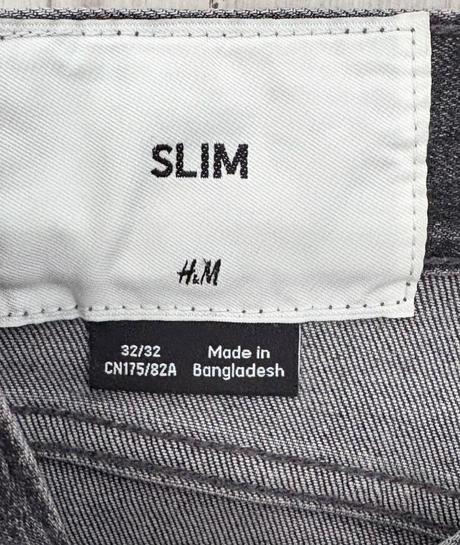 SLIM
H&M
32/32
CN175/82A
Made in
Bangladesh